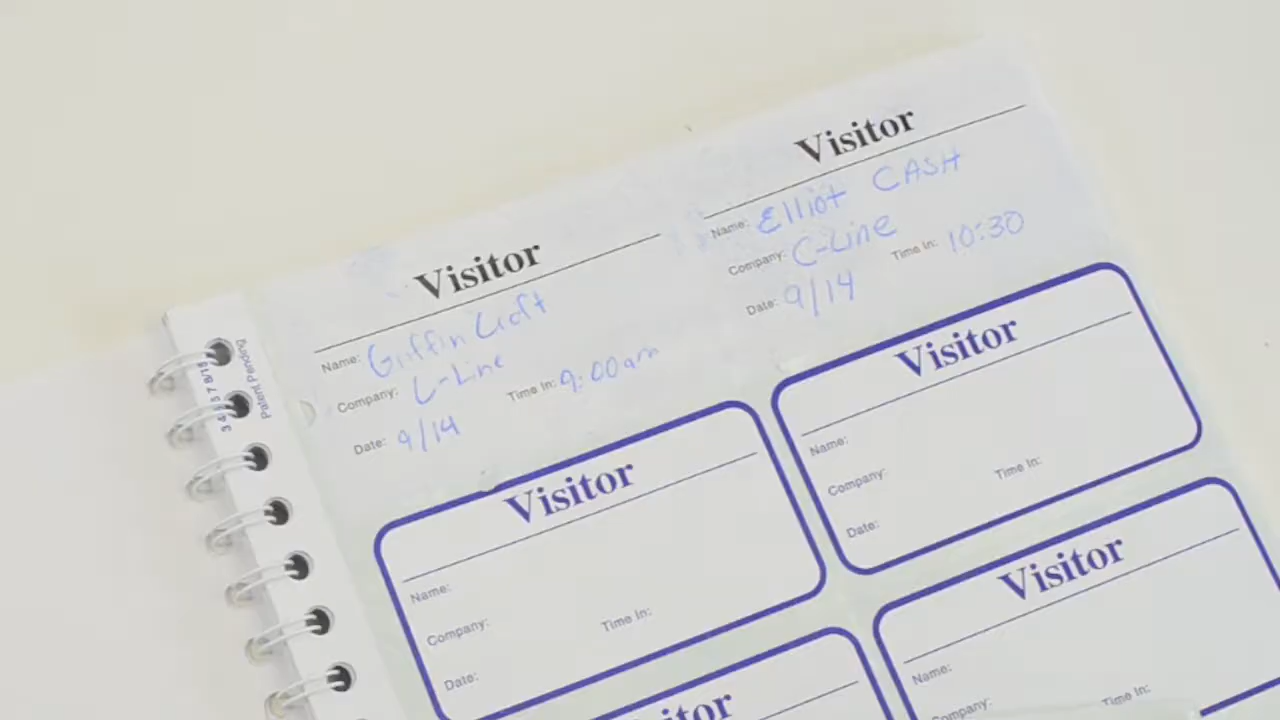 Visitor
Name: Elliot CASH
Company: C-Line Time In: 10:30
Date: 9/14
Visitor
Name: Griffin Croft
Company: C-Line Time In: 9:00am
Date: 9/14
Patent Pending
Visitor
Name:
Company: Time In:
Date:
Visitor
Name:
Company: Time In:
Date:
Visitor
Name:
Company: Time In: